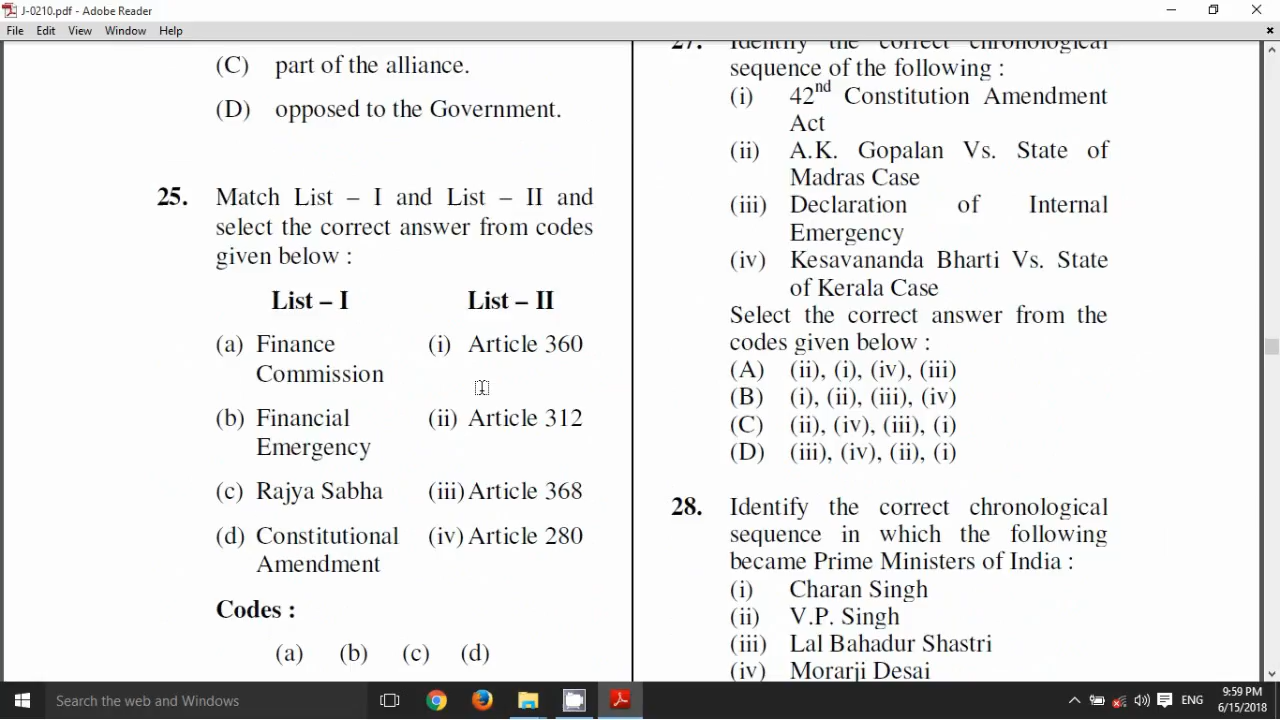 J-0210.pdf - Adobe Reader
File Edit View Window Help
(C) part of the alliance.
(D) opposed to the Government.
25. Match List – I and List – II and
select the correct answer from codes
given below :
List – I List – II
(a) Finance (i) Article 360
Commission
(b) Financial (ii) Article 312
Emergency
(c) Rajya Sabha (iii) Article 368
(d) Constitutional (iv) Article 280
Amendment
Codes :
(a) (b) (c) (d)
27. Identify the correct chronological
sequence of the following :
(i) 42nd Constitution Amendment
Act
(ii) A.K. Gopalan Vs. State of
Madras Case
(iii) Declaration of Internal
Emergency
(iv) Kesavananda Bharti Vs. State
of Kerala Case
Select the correct answer from the
codes given below :
(A) (ii), (i), (iv), (iii)
(B) (i), (ii), (iii), (iv)
(C) (ii), (iv), (iii), (i)
(D) (iii), (iv), (ii), (i)
28. Identify the correct chronological
sequence in which the following
became Prime Ministers of India :
(i) Charan Singh
(ii) V.P. Singh
(iii) Lal Bahadur Shastri
(iv) Morarji Desai
Search the web and Windows
ENG
9:59 PM
6/15/2018